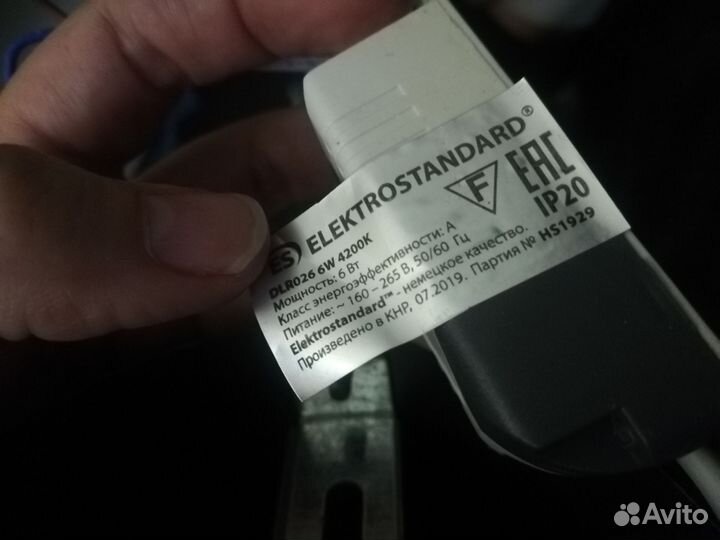 ES ELEKTROSTANDARD®
DLR026 6W 4200K
Мощность: 6 Вт
Класс энергоэффективности: А
Питание: ~ 160 – 265 В, 50/60 Гц
Elektrostandard™ - немецкое качество.
Произведено в КНР, 07.2019. Партия № HS1929
F
EAC
IP20
Avito